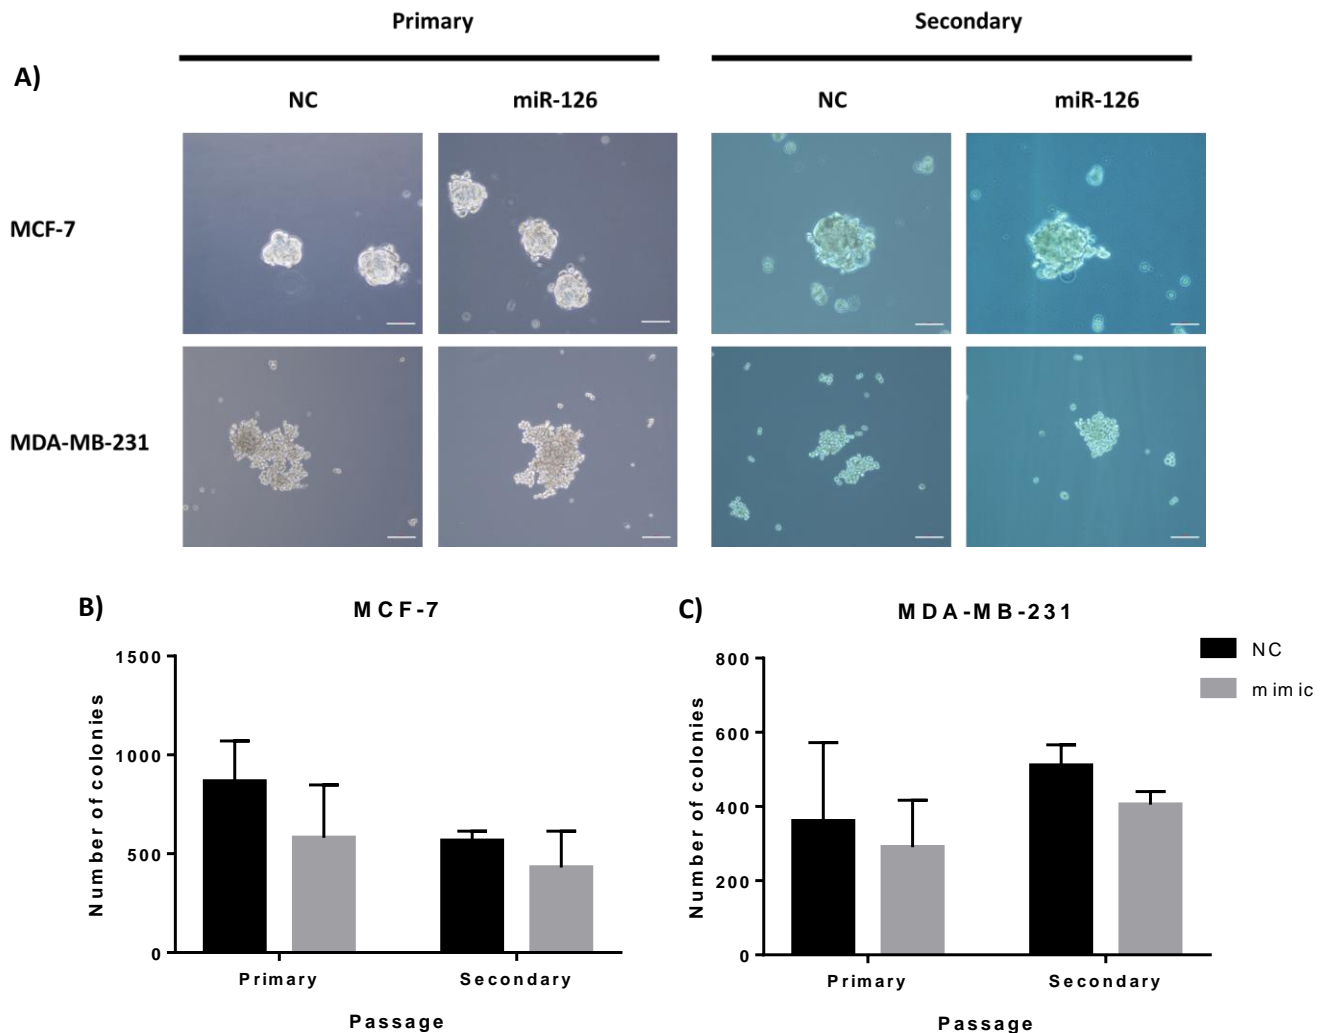 Primary Secondary
A)
NC miR-126 NC miR-126
MCF-7
MDA-MB-231
B) MCF-7
1500
1000
500
0
Number of colonies
Primary Secondary
Passage
C) MDA-MB-231
800
600
400
200
0
Number of colonies
Primary Secondary
Passage
NC
mimic